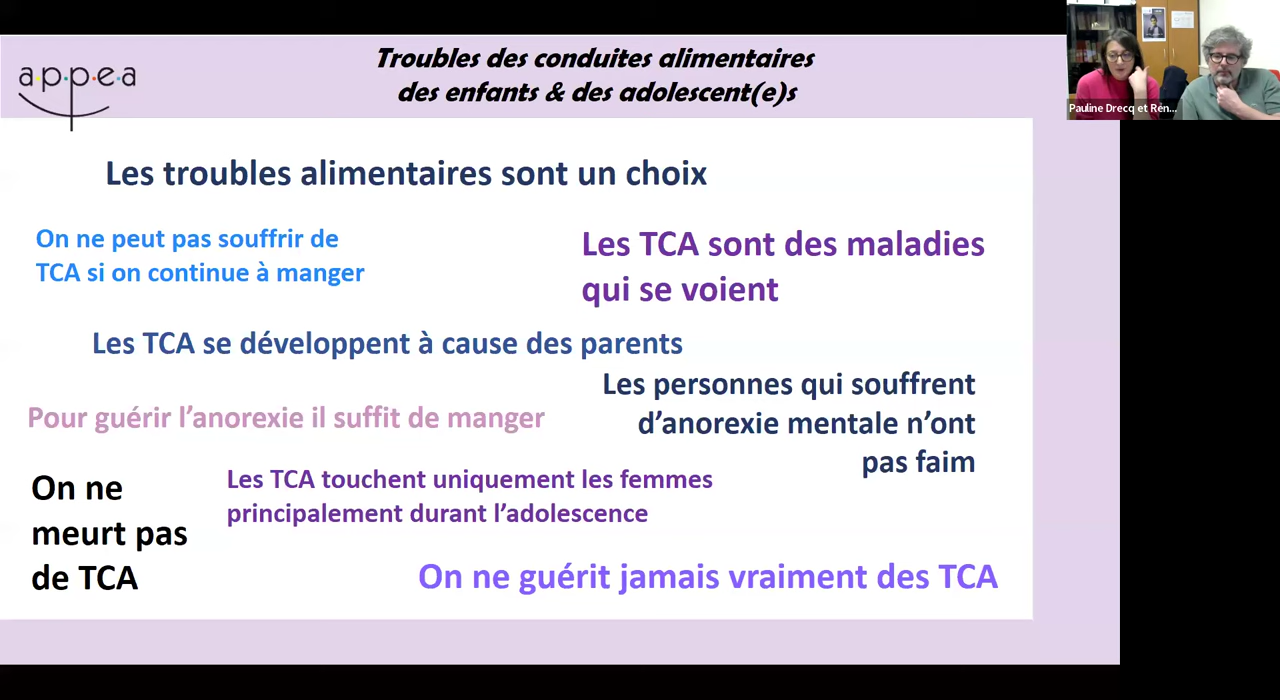 Troubles des conduites alimentaires
des enfants & des adolescent(e)s
a.p.p.e.a
Pauline Drecq et Rén...
Les troubles alimentaires sont un choix
On ne peut pas souffrir de
TCA si on continue à manger
Les TCA sont des maladies
qui se voient
Les TCA se développent à cause des parents
Les personnes qui souffrent
d’anorexie mentale n’ont
pas faim
Pour guérir l’anorexie il suffit de manger
On ne
meurt pas
de TCA
Les TCA touchent uniquement les femmes
principalement durant l’adolescence
On ne guérit jamais vraiment des TCA